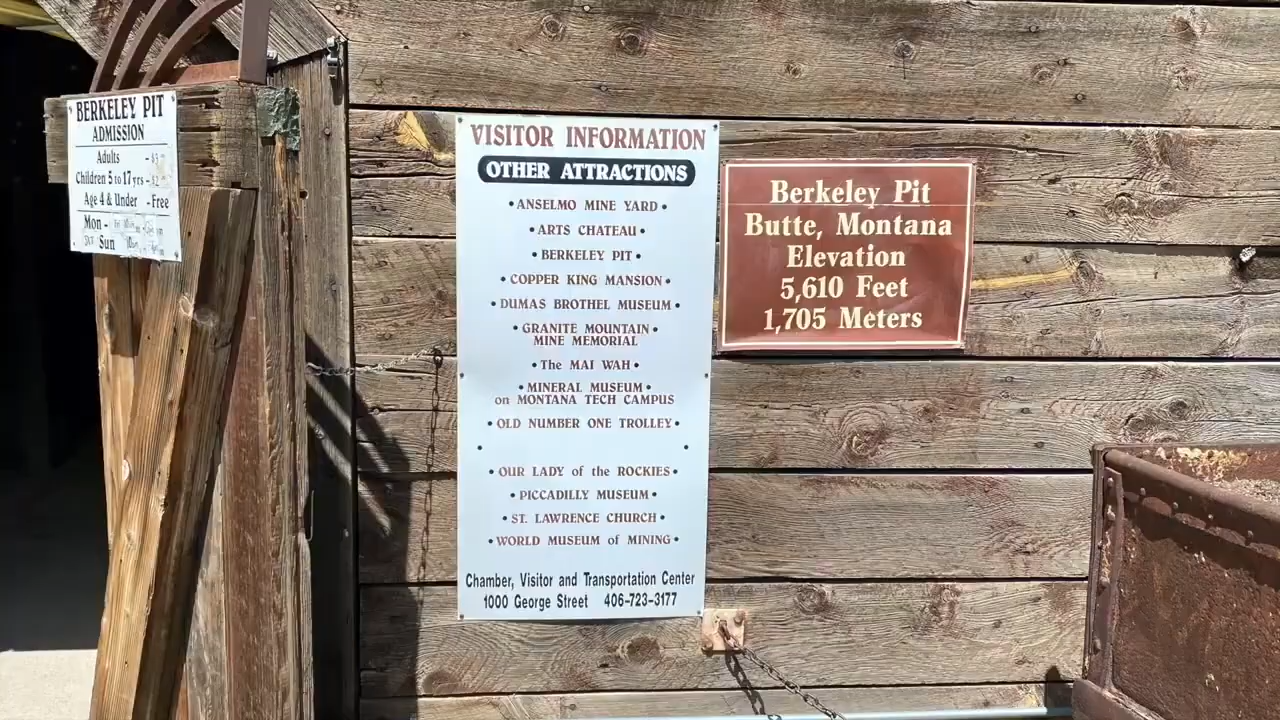 BERKELEY PIT
ADMISSION
Adults - $3
Children 5 to 17 yrs - $2
Age 4 & Under - Free
Mon -
Sun
VISITOR INFORMATION
OTHER ATTRACTIONS
• ANSELMO MINE YARD •
• ARTS CHATEAU •
• BERKELEY PIT •
• COPPER KING MANSION •
• DUMAS BROTHEL MUSEUM •
• GRANITE MOUNTAIN •
MINE MEMORIAL
• The MAI WAH •
• MINERAL MUSEUM •
on MONTANA TECH CAMPUS
• OLD NUMBER ONE TROLLEY •
• OUR LADY of the ROCKIES •
• PICCADILLY MUSEUM •
• ST. LAWRENCE CHURCH •
• WORLD MUSEUM of MINING •
Chamber, Visitor and Transportation Center
1000 George Street 406-723-3177
Berkeley Pit
Butte, Montana
Elevation
5,610 Feet
1,705 Meters